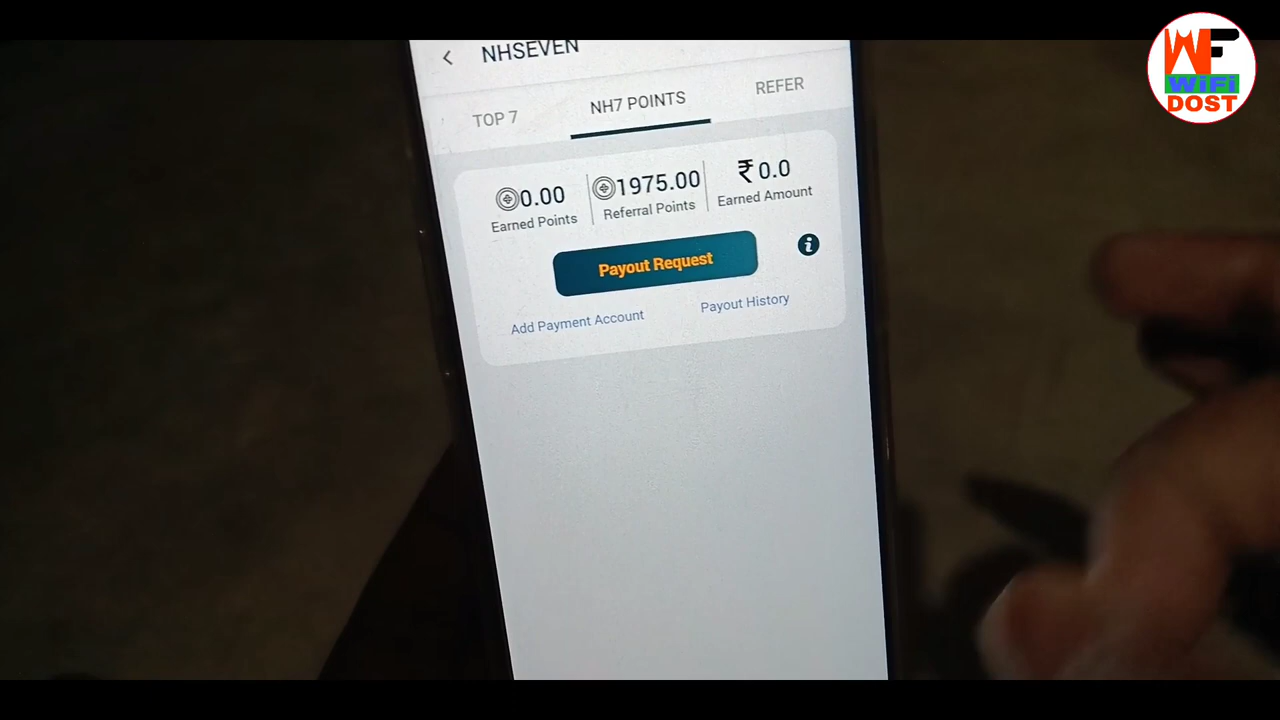 WF
WiFi
DOST
NHSEVEN
TOP 7
NH7 POINTS
REFER
0.00
1975.00
₹ 0.0
Earned Points
Referral Points
Earned Amount
Payout Request
i
Add Payment Account
Payout History